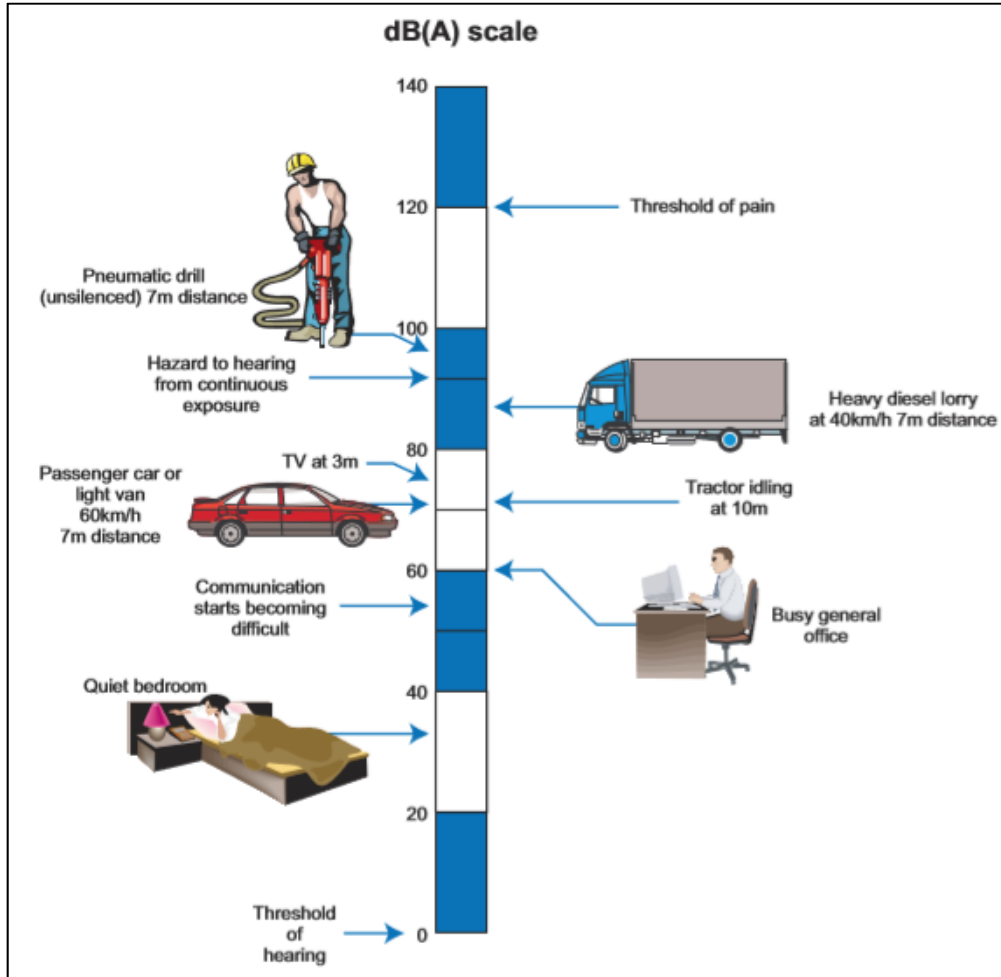 dB(A) scale
140
120
Threshold of pain
Pneumatic drill
(unsilenced) 7m distance
100
Hazard to hearing
from continuous
exposure
Heavy diesel lorry
at 40km/h 7m distance
80
TV at 3m
Passenger car or
light van
60km/h
7m distance
Tractor idling
at 10m
60
Communication
starts becoming
difficult
Busy general
office
Quiet bedroom
40
20
Threshold
of
hearing
0